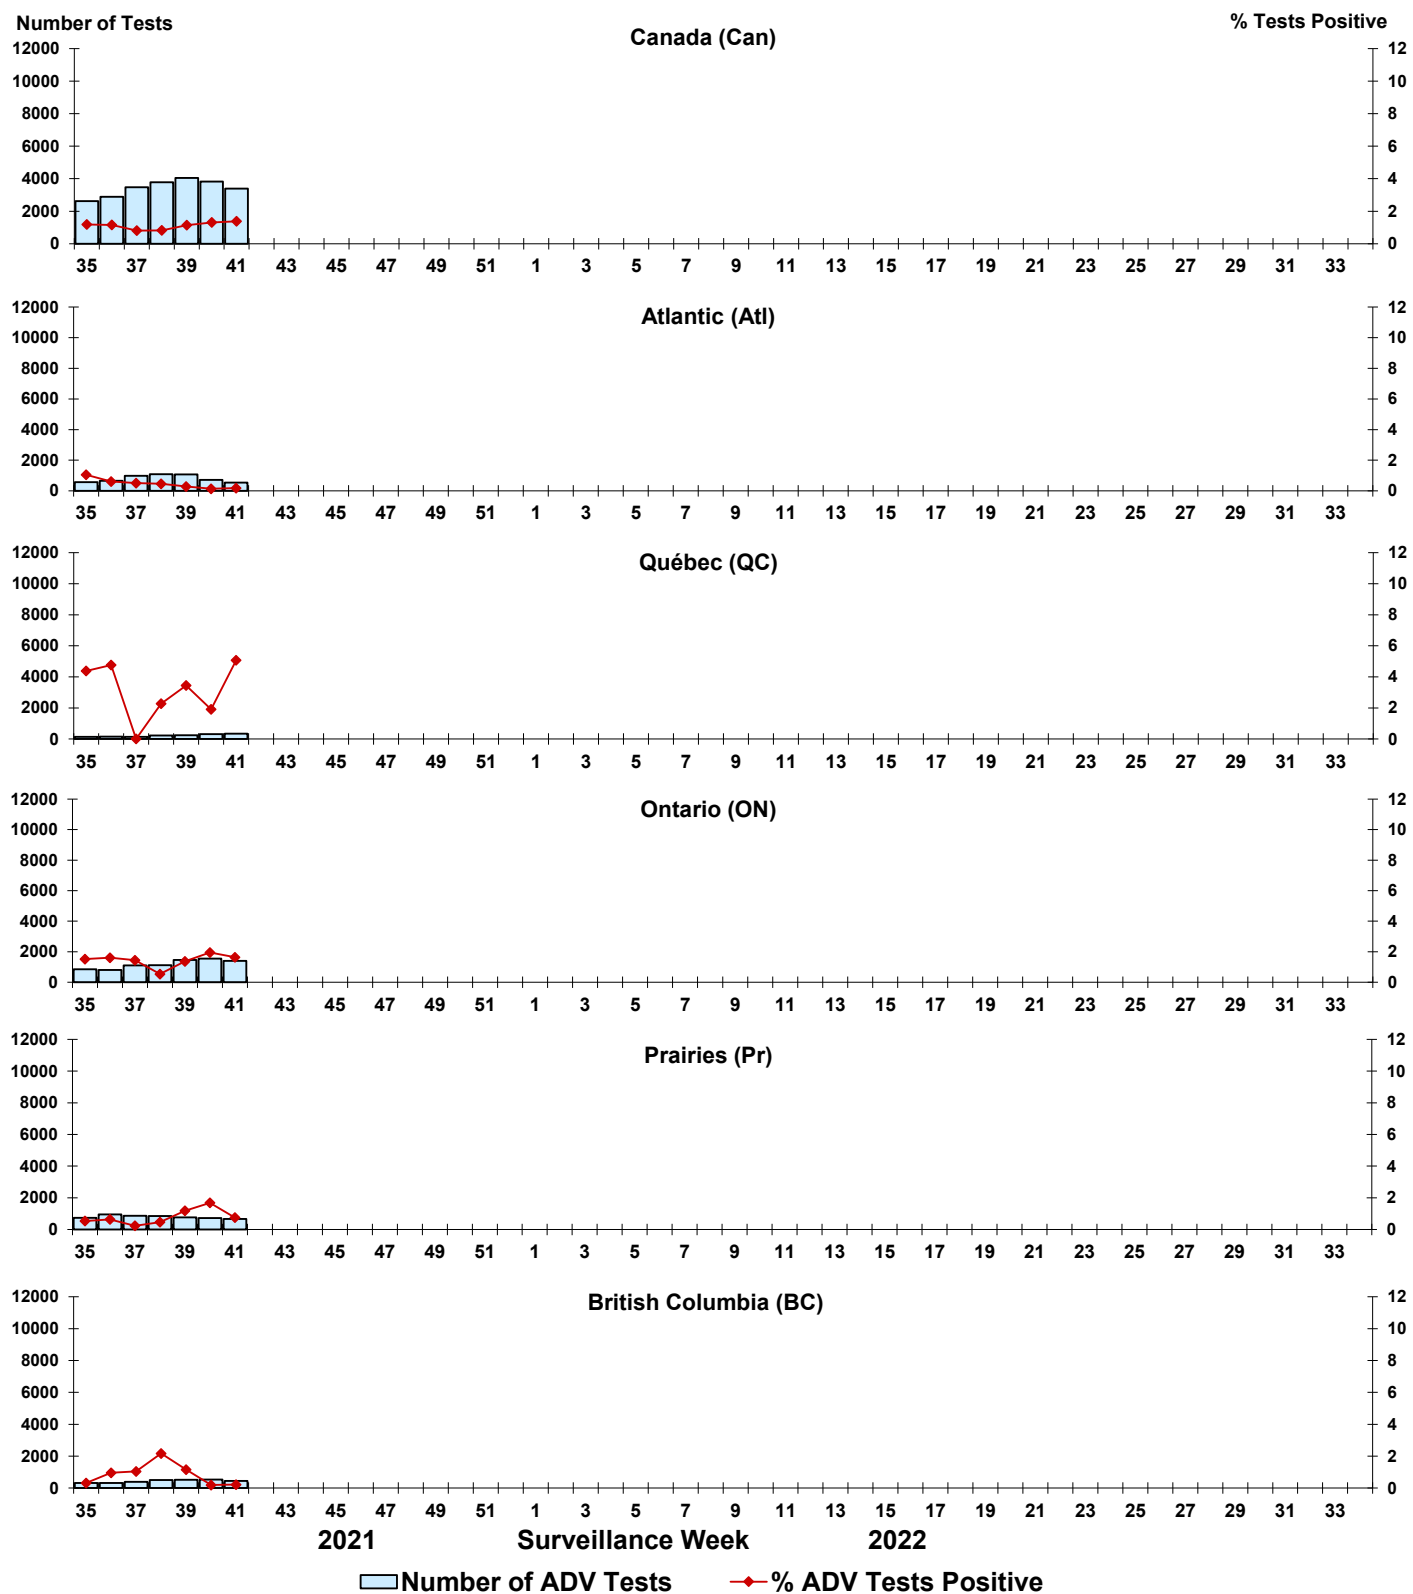 Number of Tests
% Tests Positive
Canada (Can)
12000 12
10000 10
8000 8
6000 6
4000 4
2000 2
0 0
35 37 39 41 43 45 47 49 51 1 3 5 7 9 11 13 15 17 19 21 23 25 27 29 31 33
Atlantic (Atl)
12000 12
10000 10
8000 8
6000 6
4000 4
2000 2
0 0
35 37 39 41 43 45 47 49 51 1 3 5 7 9 11 13 15 17 19 21 23 25 27 29 31 33
Québec (QC)
12000 12
10000 10
8000 8
6000 6
4000 4
2000 2
0 0
35 37 39 41 43 45 47 49 51 1 3 5 7 9 11 13 15 17 19 21 23 25 27 29 31 33
Ontario (ON)
12000 12
10000 10
8000 8
6000 6
4000 4
2000 2
0 0
35 37 39 41 43 45 47 49 51 1 3 5 7 9 11 13 15 17 19 21 23 25 27 29 31 33
Prairies (Pr)
12000 12
10000 10
8000 8
6000 6
4000 4
2000 2
0 0
35 37 39 41 43 45 47 49 51 1 3 5 7 9 11 13 15 17 19 21 23 25 27 29 31 33
British Columbia (BC)
12000 12
10000 10
8000 8
6000 6
4000 4
2000 2
0 0
35 37 39 41 43 45 47 49 51 1 3 5 7 9 11 13 15 17 19 21 23 25 27 29 31 33
2021 Surveillance Week 2022
Number of ADV Tests % ADV Tests Positive